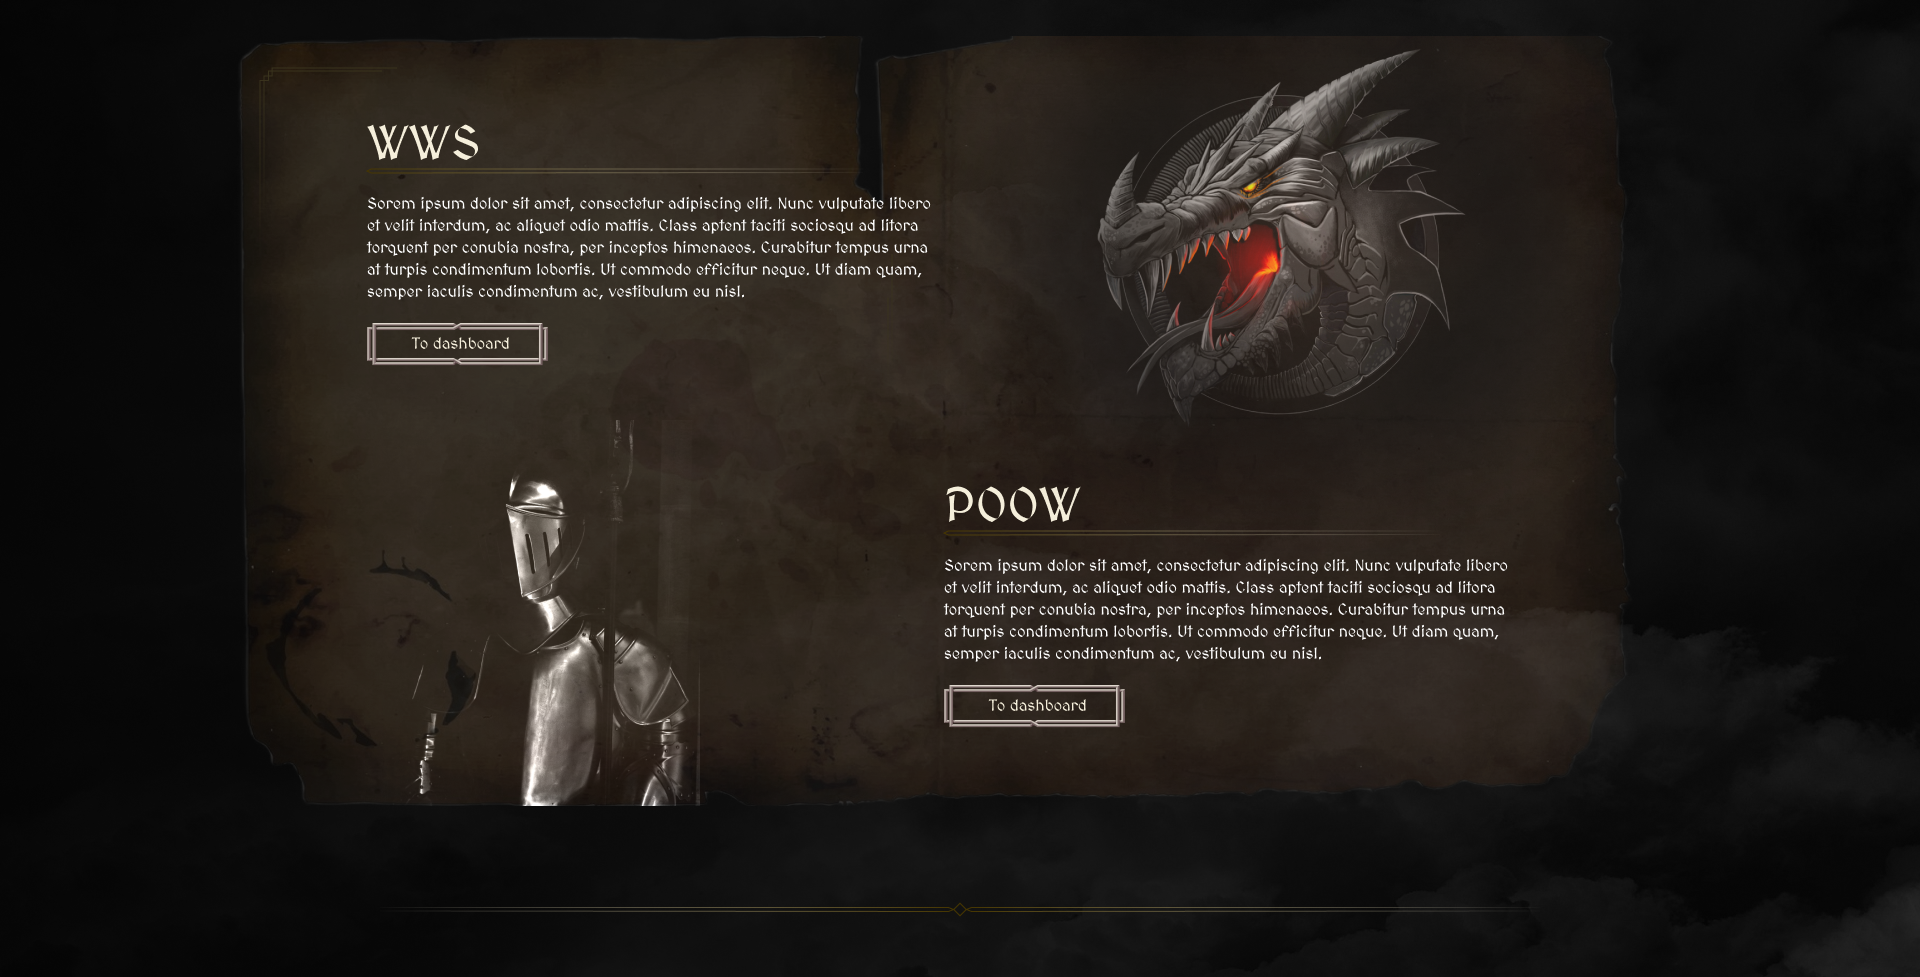 WWS
Sorem ipsum dolor sit amet, consectetur adipiscing elit. Nunc vulputate libero
et velit interdum, ac aliquet odio mattis. Class aptent taciti sociosqu ad litora
torquent per conubia nostra, per inceptos himenaeos. Curabitur tempus urna
at turpis condimentum lobortis. Ut commodo efficitur neque. Ut diam quam,
semper iaculis condimentum ac, vestibulum eu nisl.
To dashboard
POOW
Sorem ipsum dolor sit amet, consectetur adipiscing elit. Nunc vulputate libero
et velit interdum, ac aliquet odio mattis. Class aptent taciti sociosqu ad litora
torquent per conubia nostra, per inceptos himenaeos. Curabitur tempus urna
at turpis condimentum lobortis. Ut commodo efficitur neque. Ut diam quam,
semper iaculis condimentum ac, vestibulum eu nisl.
To dashboard